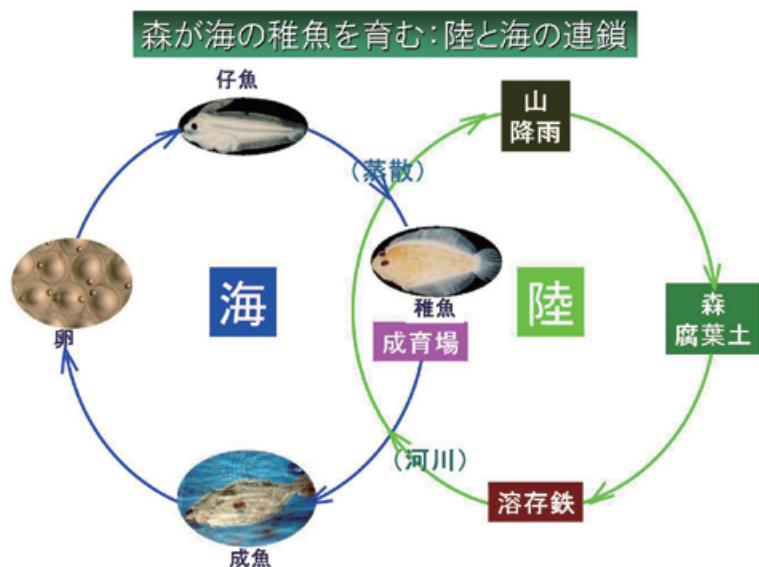 森が海の稚魚を育む：陸と海の連鎖
仔魚
山
降雨
（蒸散）
海
陸
卵
稚魚
成育場
森
腐葉土
（河川）
溶存鉄
成魚